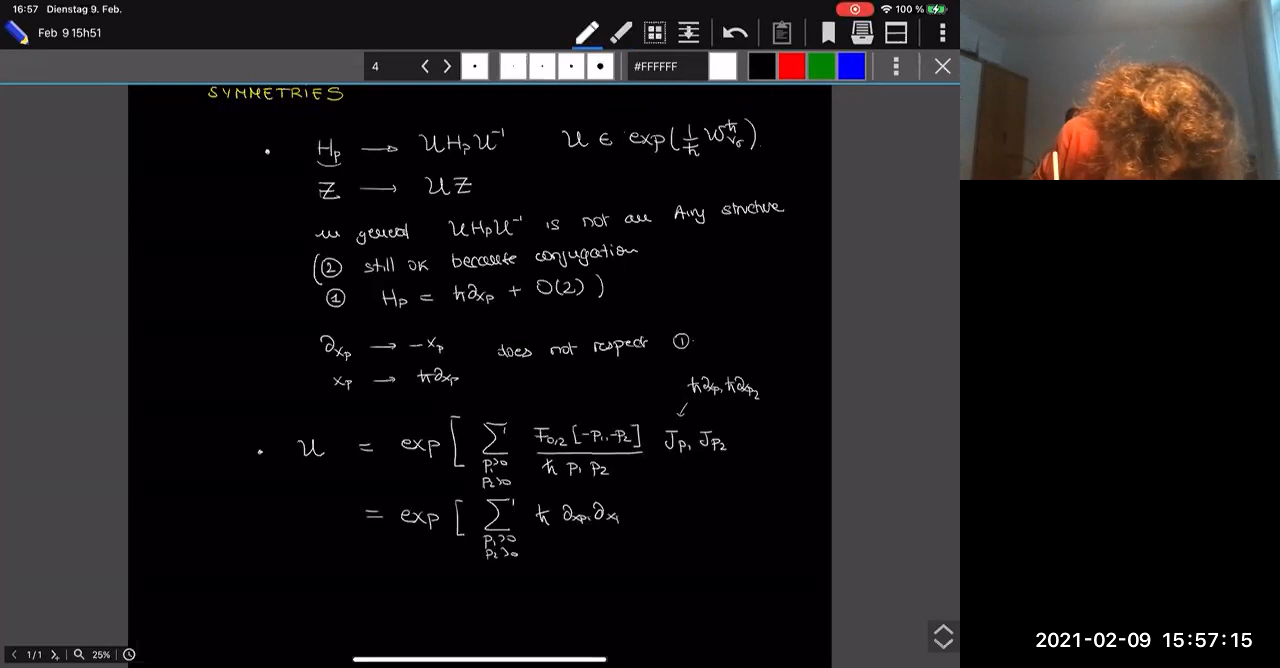 16:57 Dienstag 9. Feb.
100 %
Feb 9 15h51
4
#FFFFFF
SYMMETRIES
• H_p → U H_p U⁻¹ U ∈ exp(1/ħ W^ħ_{V_σ}).
Z → U Z
in general U H_p U⁻¹ is not an Airy structure
(② still OK because conjugation
① H_p = ħ∂_{x_p} + O(2) )
∂_{x_p} → -x_p does not respect ①.
x_p → ħ∂_{x_p}
ħ∂_{x_{p_1}} ħ∂_{x_{p_2}}
• U = exp[ Σ_{p_1>0 p_2>0} F_{0,2}[-p_1,-p_2] / (ħ p_1 p_2) J_{p_1} J_{p_2}
= exp[ Σ_{p_1>0 p_2>0} ħ ∂_{x_{p_1}} ∂_{x_1}
1/1
25%
2021-02-09 15:57:15